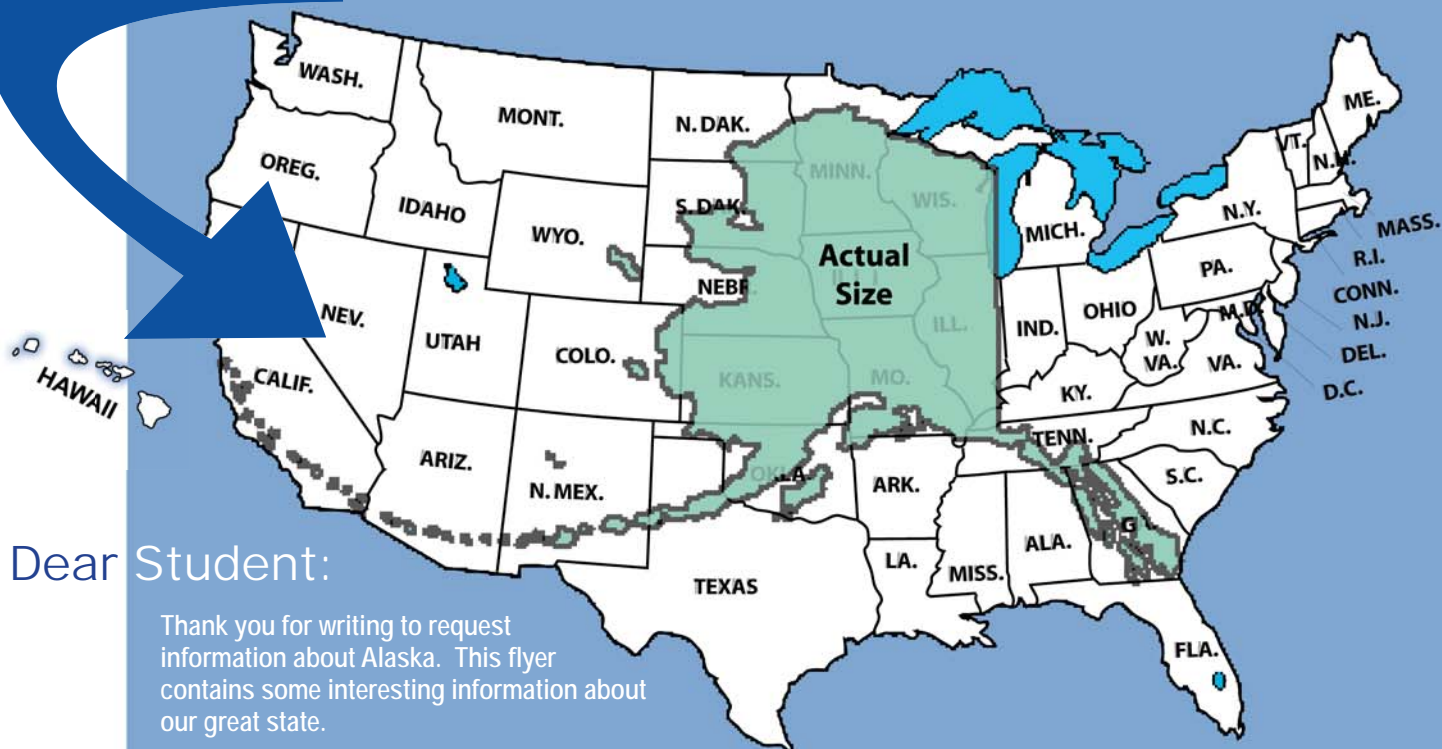 WASH.
MONT.
N. DAK.
ME.
VT.
N.H.
OREG.
IDAHO
MINN.
S. DAK.
WIS.
WYO.
MICH.
N.Y.
MASS.
R.I.
CONN.
N.J.
DEL.
D.C.
Actual
Size
NEBR
PA.
NEV.
UTAH
COLO.
ILL.
IND.
OHIO
M.D.
W.
VA.
VA.
HAWAII
CALIF.
KANS.
MO.
KY.
ARIZ.
N. MEX.
OKLA.
ARK.
TENN.
N.C.
S.C.
G
TEXAS
LA.
MISS.
ALA.
FLA.
Dear Student:
Thank you for writing to request
information about Alaska. This flyer
contains some interesting information about
our great state.